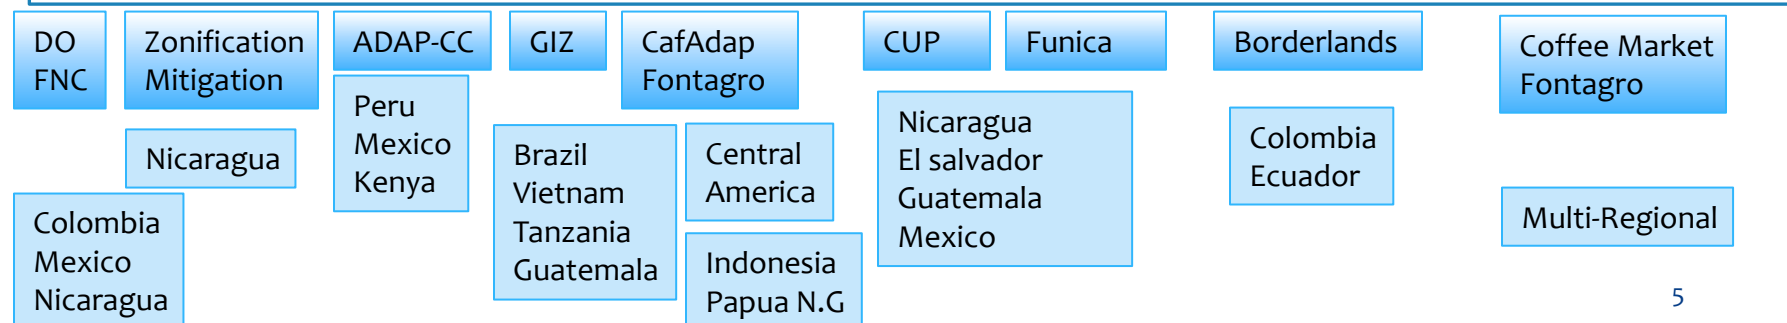 DO
FNC
Zonification
Mitigation
ADAP-CC
GIZ
CafAdap
Fontagro
CUP
Funica
Borderlands
Coffee Market
Fontagro
Colombia
Mexico
Nicaragua
Nicaragua
Peru
Mexico
Kenya
Brazil
Vietnam
Tanzania
Guatemala
Central
America
Indonesia
Papua N.G
Nicaragua
El salvador
Guatemala
Mexico
Colombia
Ecuador
Multi-Regional
5